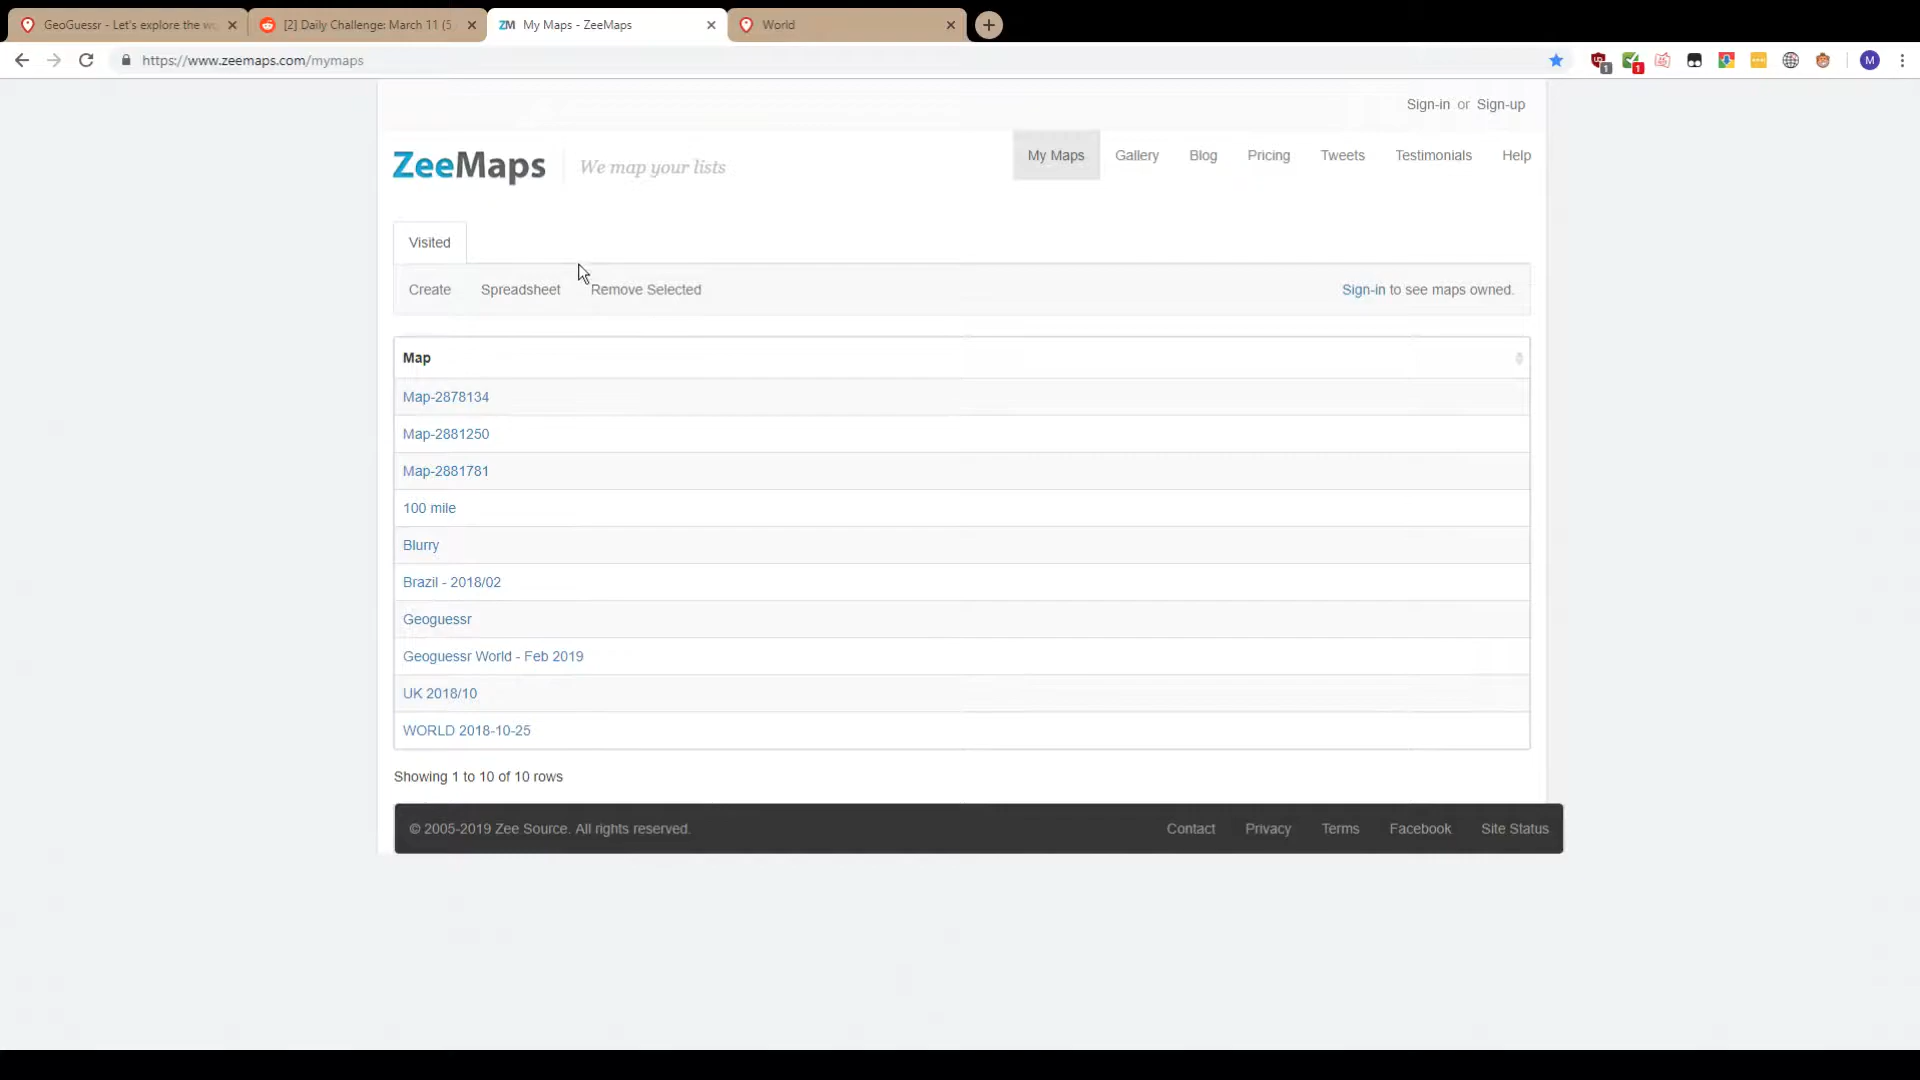 GeoGuessr - Let's explore the wo
[2] Daily Challenge: March 11 (5
ZM My Maps - ZeeMaps
World
https://www.zeemaps.com/mymaps
1
1
M
Sign-in or Sign-up
ZeeMaps
We map your lists
My Maps Gallery Blog Pricing Tweets Testimonials Help
Visited
Create Spreadsheet Remove Selected Sign-in to see maps owned.
Map
Map-2878134
Map-2881250
Map-2881781
100 mile
Blurry
Brazil - 2018/02
Geoguessr
Geoguessr World - Feb 2019
UK 2018/10
WORLD 2018-10-25
Showing 1 to 10 of 10 rows
© 2005-2019 Zee Source. All rights reserved. Contact Privacy Terms Facebook Site Status